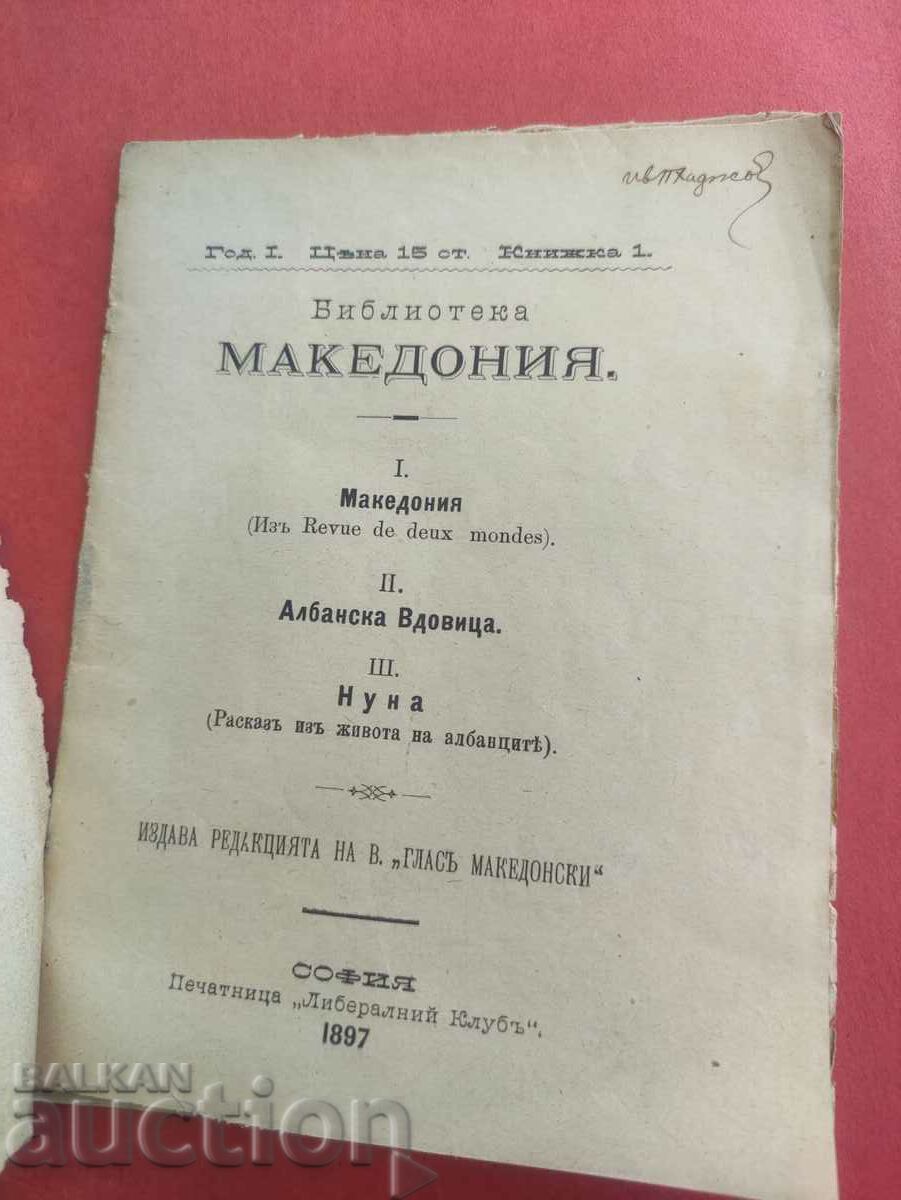 Год. I. Цѣна 15 ст. Книжка 1.
Библиотека
МАКЕДОНИЯ.
I.
Македония
(Изъ Revue de deux mondes).
II.
Албанска Вдовица.
III.
Нуна
(Расказъ изъ живота на албанцитѣ).
ИЗДАВА РЕДАКЦИЯТА НА В. „ГЛАСЪ МАКЕДОНСКИ“
СОФИЯ
Печатница „Либералний Клубъ“.
1897
BALKAN
auction